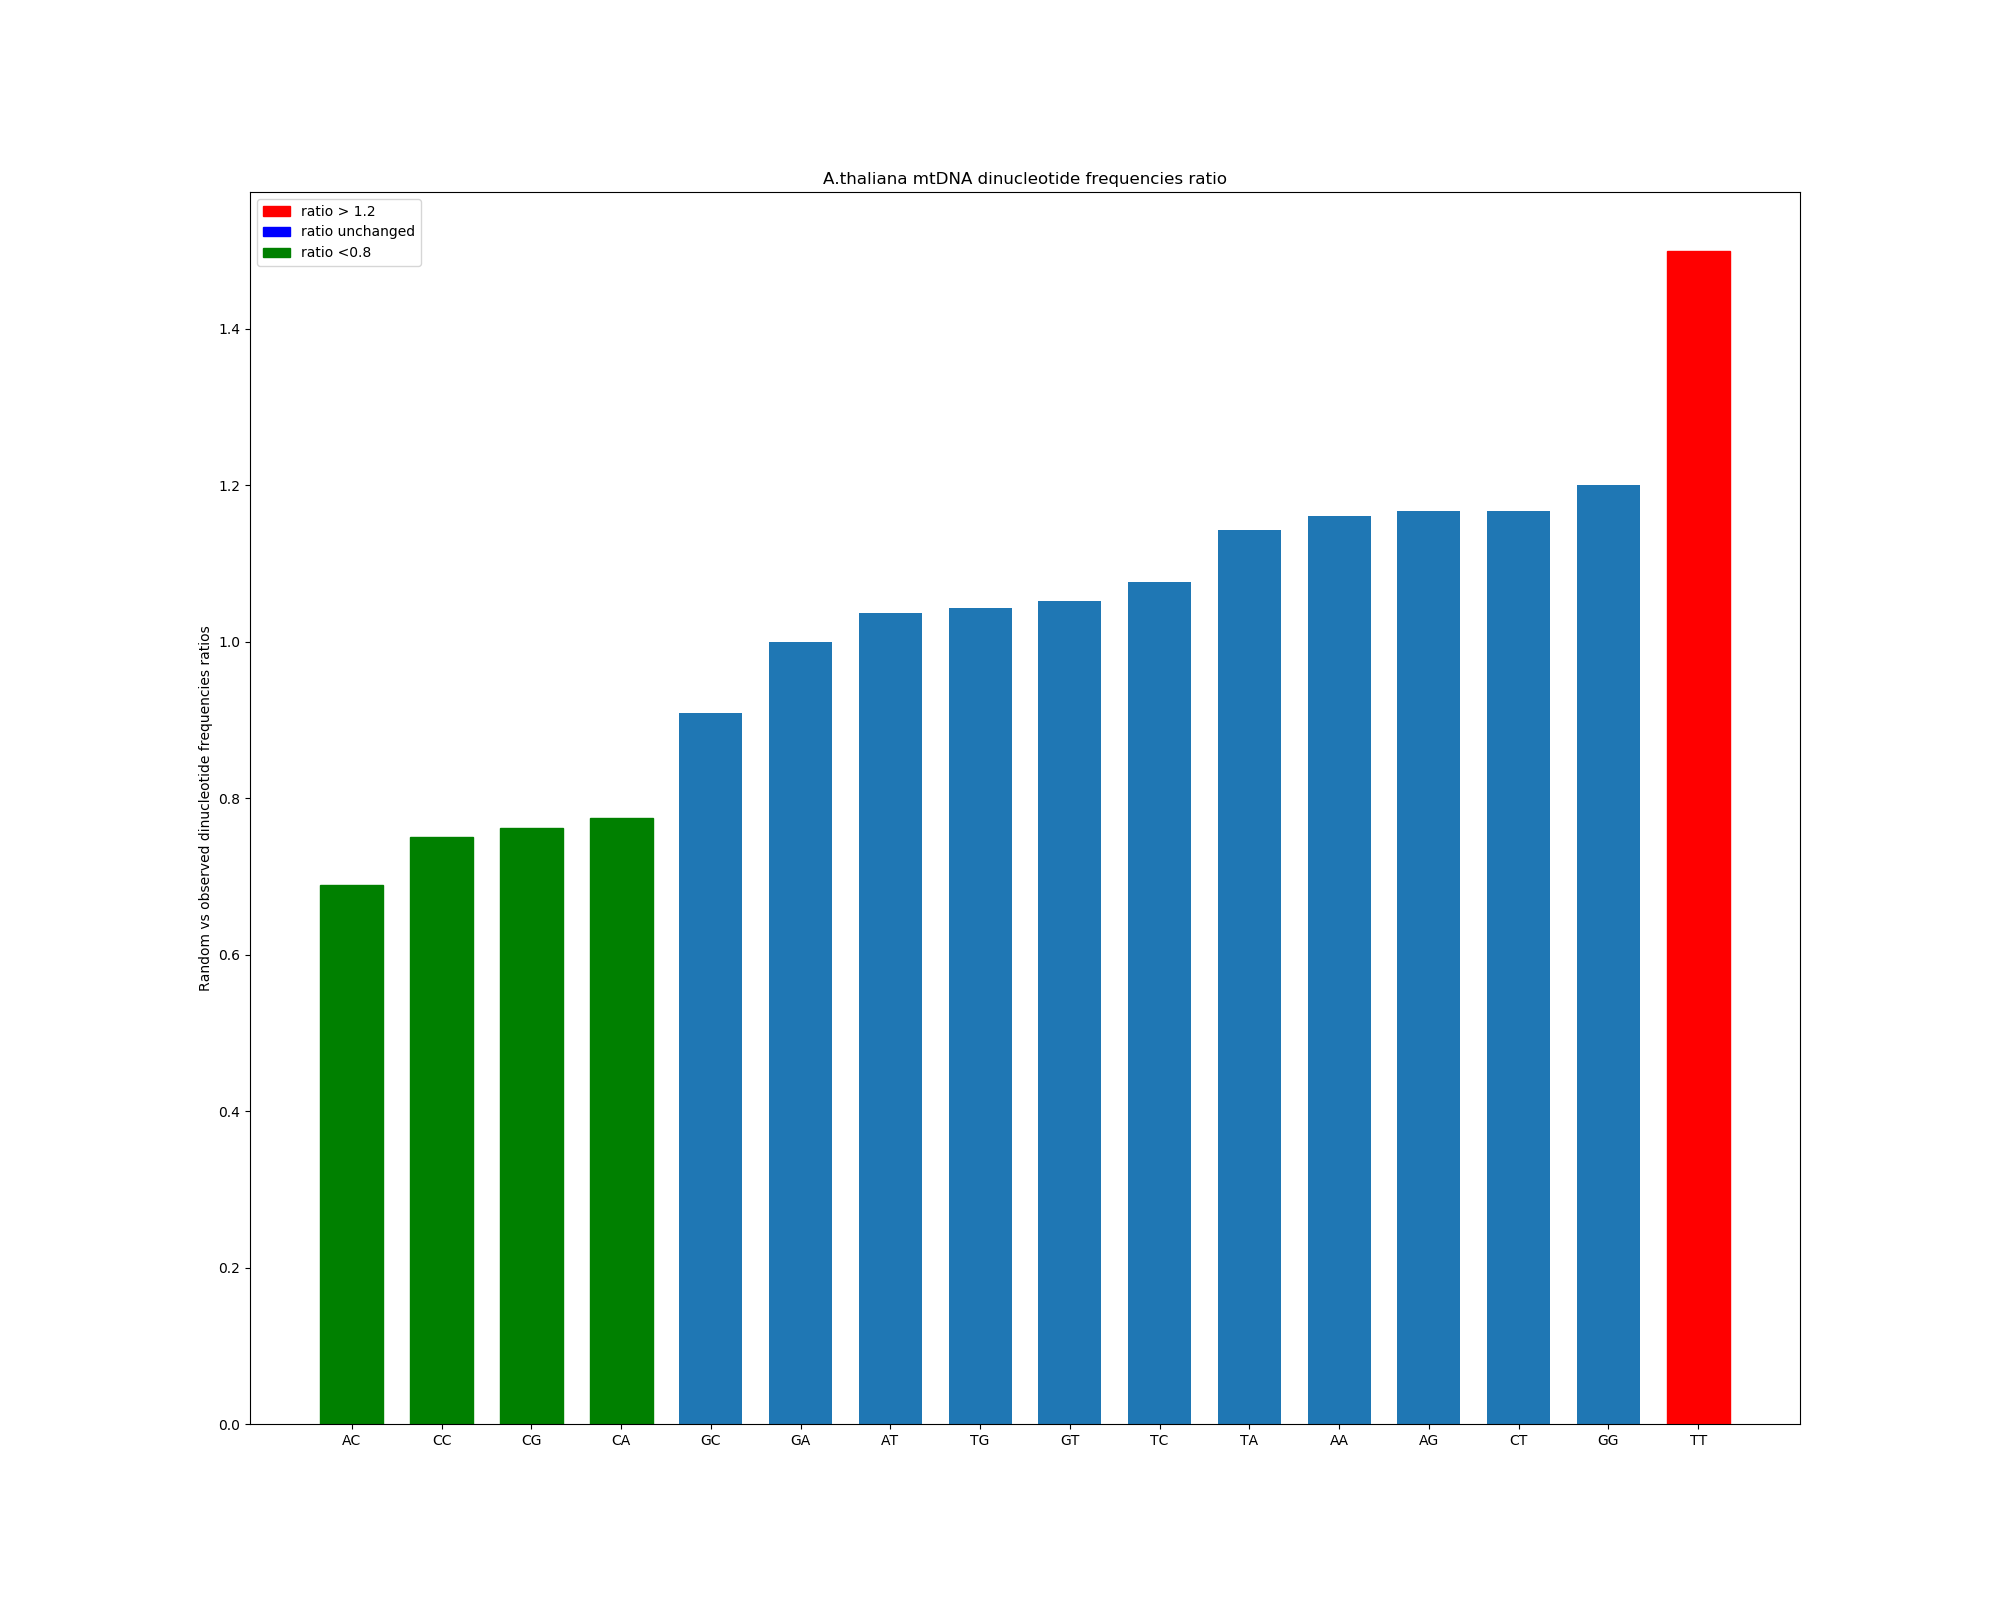 A.thaliana mtDNA dinucleotide frequencies ratio
ratio > 1.2
ratio unchanged
ratio <0.8
Random vs observed dinucleotide frequencies ratios
1.4
1.2
1.0
0.8
0.6
0.4
0.2
0.0
AC CC CG CA GC GA AT TG GT TC TA AA AG CT GG TT